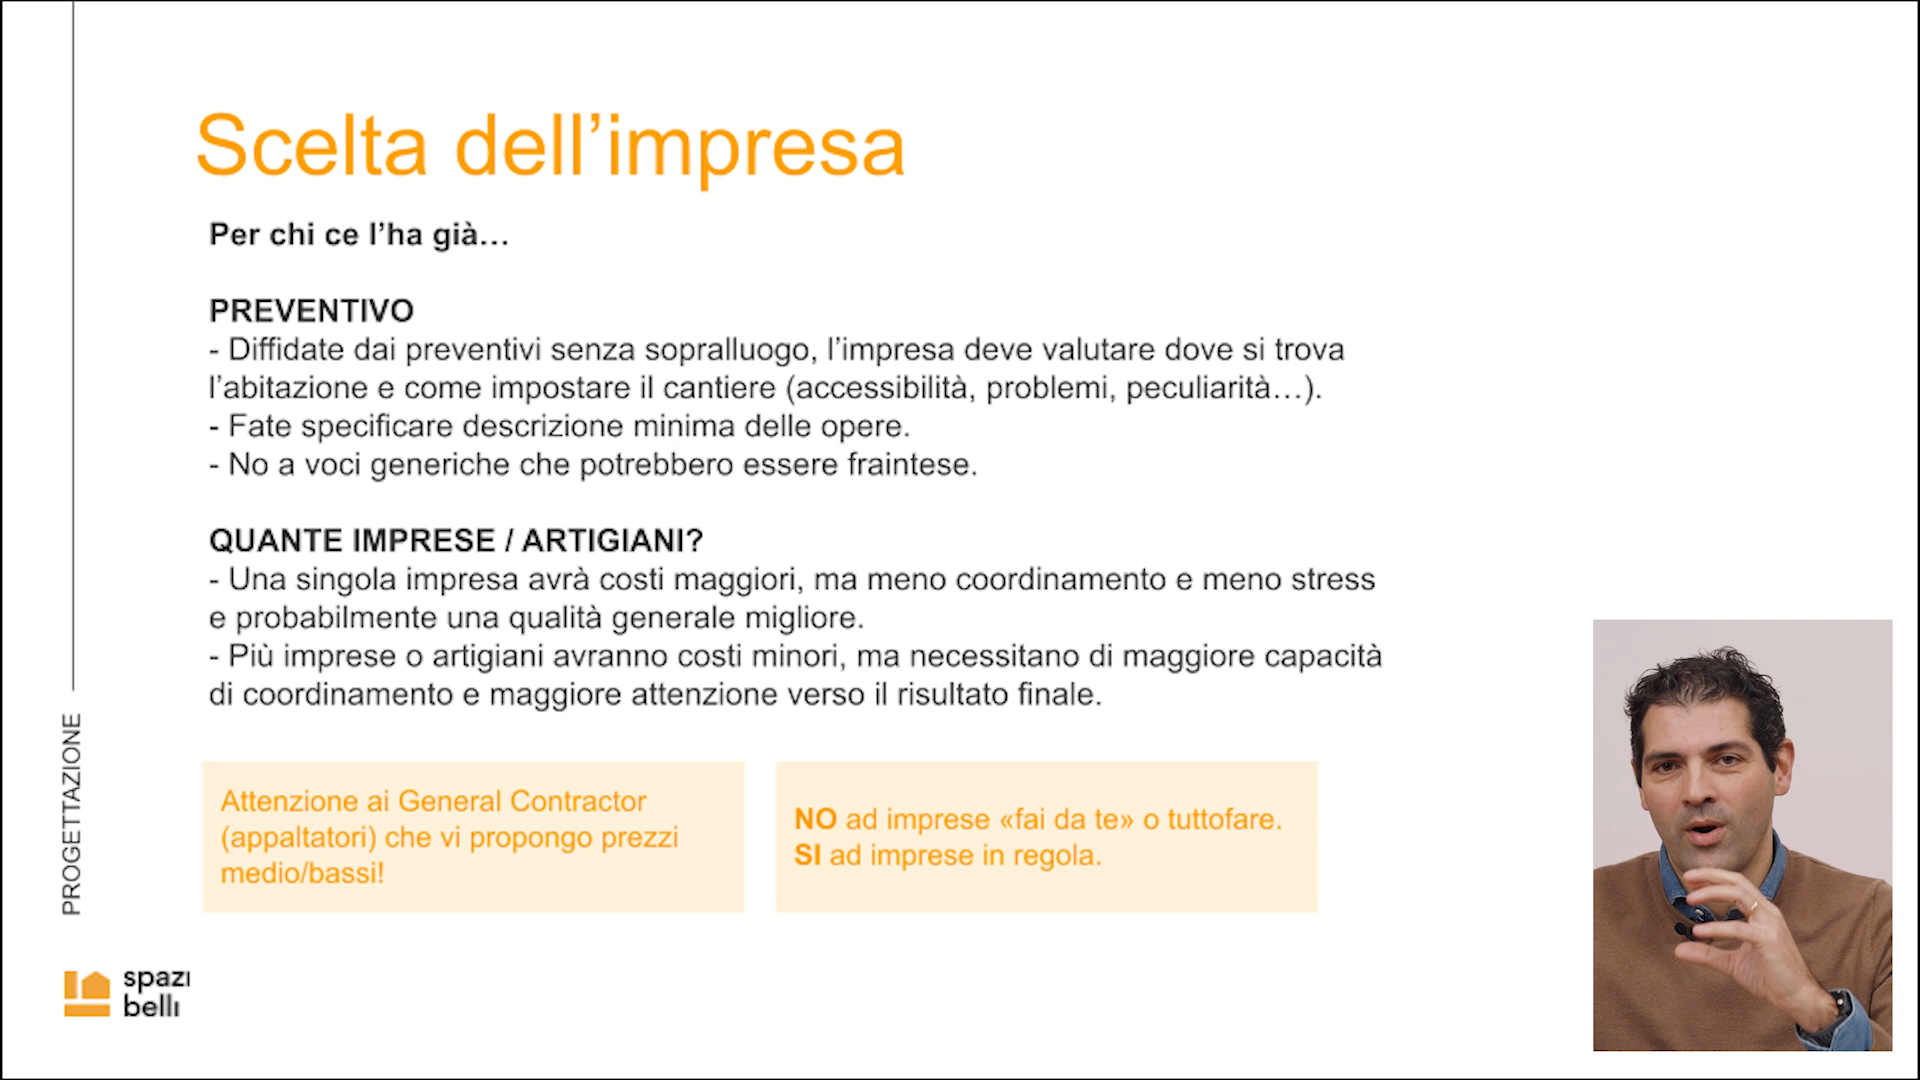 Scelta dell’impresa
Per chi ce l’ha già…
PREVENTIVO
- Diffidate dai preventivi senza sopralluogo, l’impresa deve valutare dove si trova
l’abitazione e come impostare il cantiere (accessibilità, problemi, peculiarità…).
- Fate specificare descrizione minima delle opere.
- No a voci generiche che potrebbero essere fraintese.
QUANTE IMPRESE / ARTIGIANI?
- Una singola impresa avrà costi maggiori, ma meno coordinamento e meno stress
e probabilmente una qualità generale migliore.
- Più imprese o artigiani avranno costi minori, ma necessitano di maggiore capacità
di coordinamento e maggiore attenzione verso il risultato finale.
Attenzione ai General Contractor
(appaltatori) che vi propongo prezzi
medio/bassi!
NO ad imprese «fai da te» o tuttofare.
SI ad imprese in regola.
PROGETTAZIONE
spazi
belli